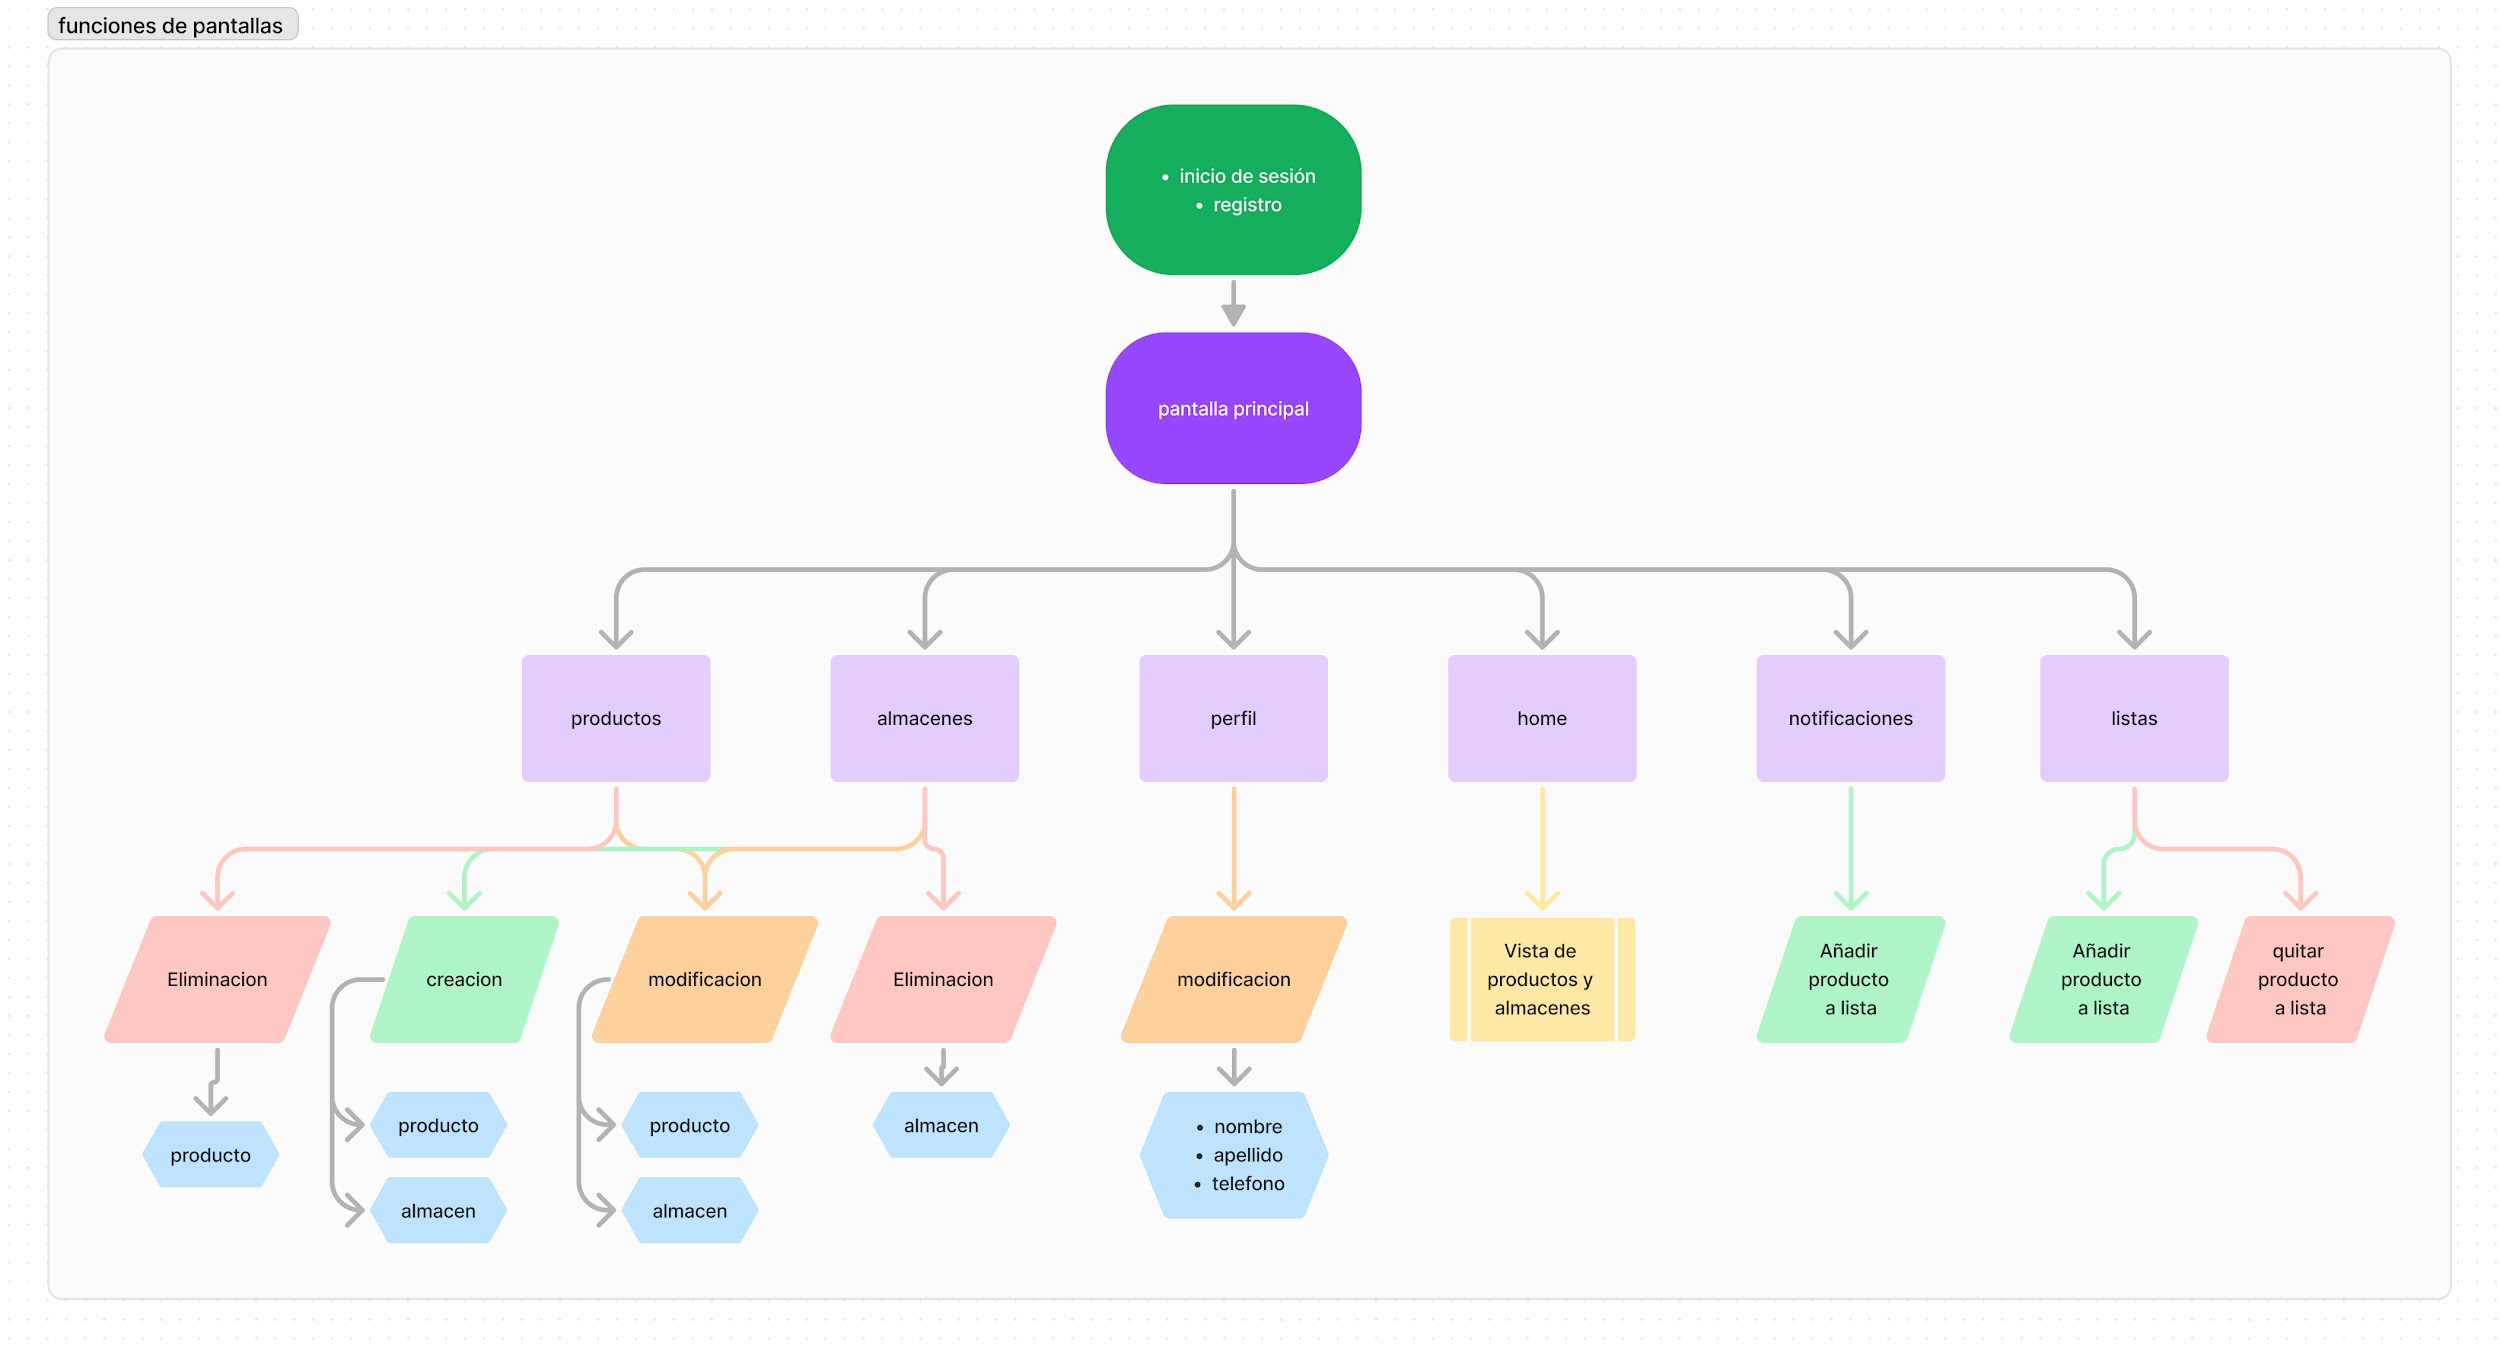 funciones de pantallas
• inicio de sesión
• registro
pantalla principal
productos
almacenes
perfil
home
notificaciones
listas
Eliminacion
creacion
modificacion
Eliminacion
modificacion
Vista de
productos y
almacenes
Añadir
producto
a lista
Añadir
producto
a lista
quitar
producto
a lista
producto
producto
almacen
producto
almacen
almacen
• nombre
• apellido
• telefono